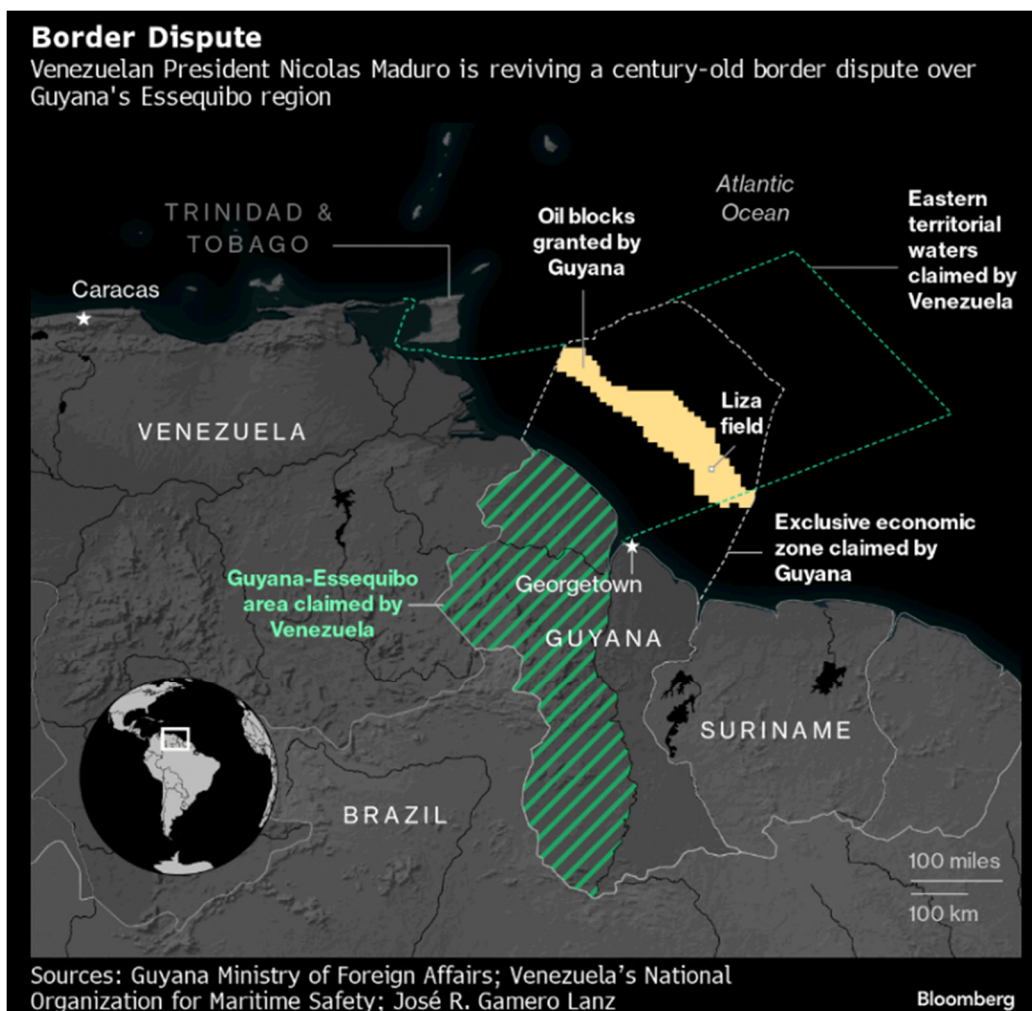 Border Dispute
Venezuelan President Nicolas Maduro is reviving a century-old border dispute over
Guyana's Essequibo region
Atlantic
Ocean
Eastern
territorial
waters
claimed by
Venezuela
Oil blocks
granted by
Guyana
TRINIDAD &
TOBAGO
Caracas
Liza
field
VENEZUELA
Exclusive economic
zone claimed by
Guyana
Georgetown
Guyana-Essequibo
area claimed by
Venezuela
GUYANA
SURINAME
BRAZIL
100 miles
100 km
Sources: Guyana Ministry of Foreign Affairs; Venezuela’s National
Organization for Maritime Safety; José R. Gamero Lanz
Bloomberg